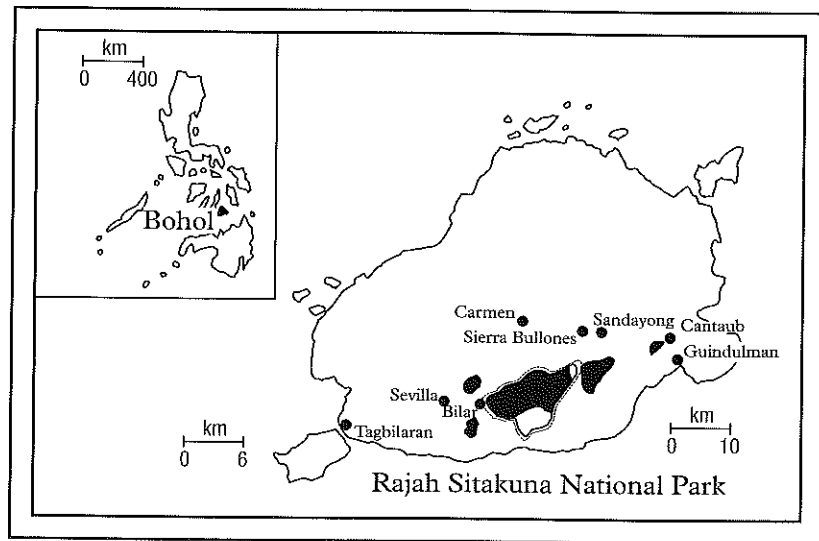 km
0 400
Bohol
Carmen
Sandayong
Sierra Bullones
Cantaub
Guindulman
Sevilla
Bilar
Tagbilaran
km
0 6
km
0 10
Rajah Sitakuna National Park